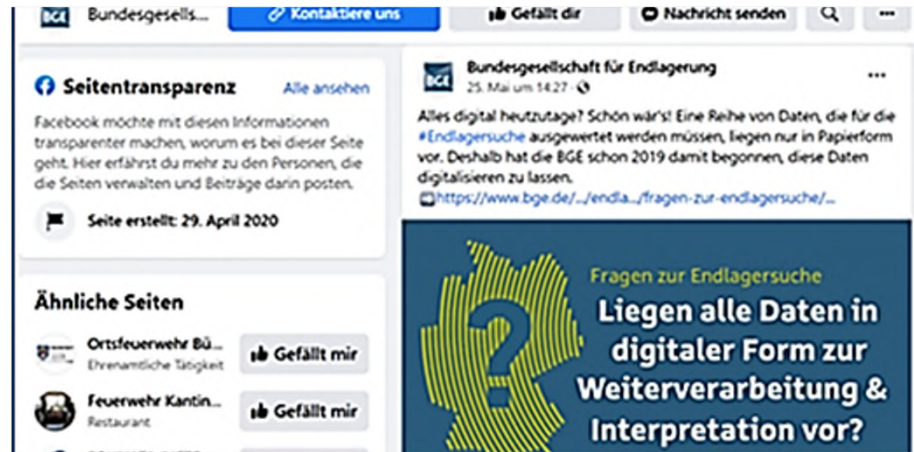 BGE Bundesgesells...
Kontaktiere uns
Gefällt dir
Nachricht senden
Seitentransparenz
Alle ansehen
Facebook möchte mit diesen Informationen
transparenter machen, worum es bei dieser Seite
geht. Hier erfährst du mehr zu den Personen, die
die Seiten verwalten und Beiträge darin posten.
Seite erstellt: 29. April 2020
Ähnliche Seiten
Ortsfeuerwehr Bü...
Ehrenamtliche Tätigkeit
Gefällt mir
Feuerwehr Kantin...
Restaurant
Gefällt mir
BGE
Bundesgesellschaft für Endlagerung
25. Mai um 14:27 ·
Alles digital heutzutage? Schön wär's! Eine Reihe von Daten, die für die
#Endlagersuche ausgewertet werden müssen, liegen nur in Papierform
vor. Deshalb hat die BGE schon 2019 damit begonnen, diese Daten
digitalisieren zu lassen.
https://www.bge.de/.../endla.../fragen-zur-endlagersuche/...
Fragen zur Endlagersuche
Liegen alle Daten in
digitaler Form zur
Weiterverarbeitung &
Interpretation vor?
?